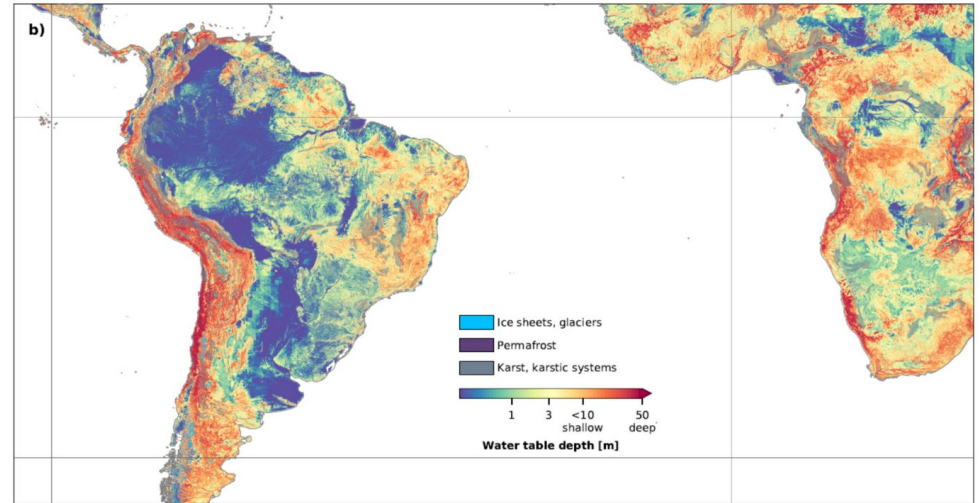 b)
Ice sheets, glaciers
Permafrost
Karst, karstic systems
1 3 <10 50
shallow deep
Water table depth [m]